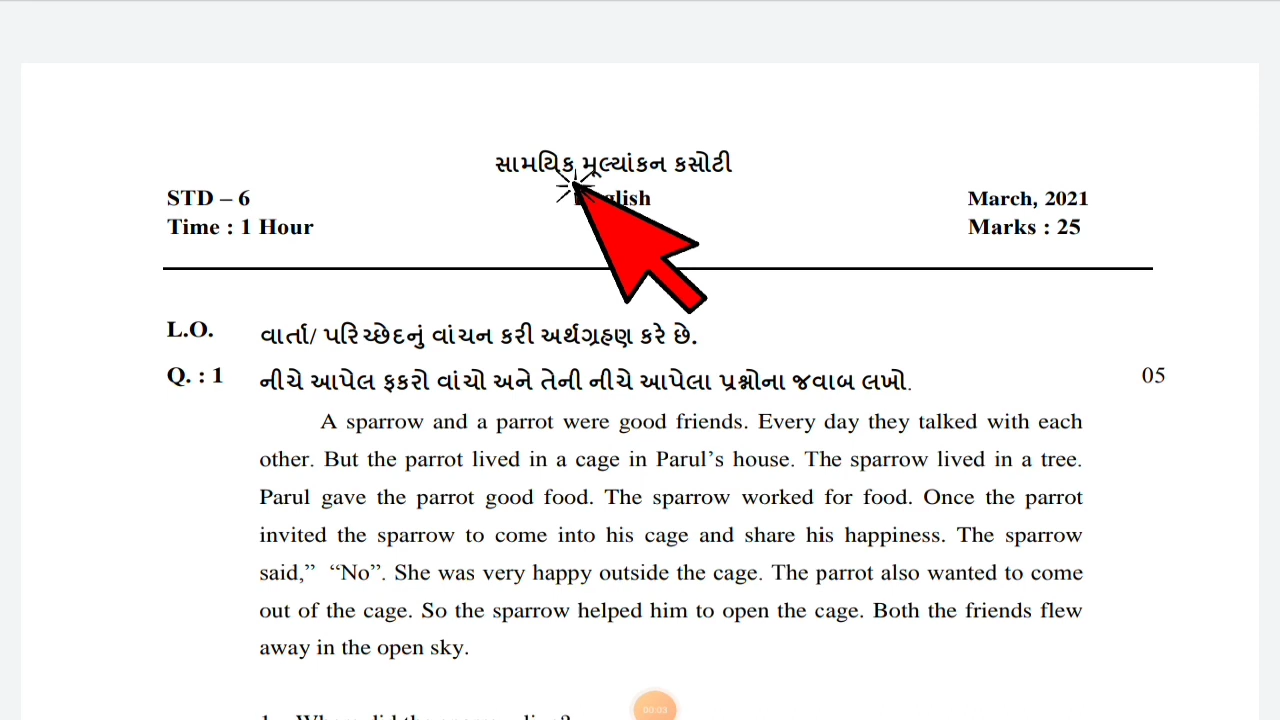 સામયિક મૂલ્યાંકન કસોટી
STD – 6 March, 2021
Time : 1 Hour Marks : 25
L.O. વાર્તા/ પરિચ્છેદનું વાંચન કરી અર્થગ્રહણ કરે છે.
Q. : 1 નીચે આપેલ ફકરો વાંચો અને તેની નીચે આપેલા પ્રશ્નોના જવાબ લખો. 05
A sparrow and a parrot were good friends. Every day they talked with each
other. But the parrot lived in a cage in Parul’s house. The sparrow lived in a tree.
Parul gave the parrot good food. The sparrow worked for food. Once the parrot
invited the sparrow to come into his cage and share his happiness. The sparrow
said,” “No”. She was very happy outside the cage. The parrot also wanted to come
out of the cage. So the sparrow helped him to open the cage. Both the friends flew
away in the open sky.
00:03